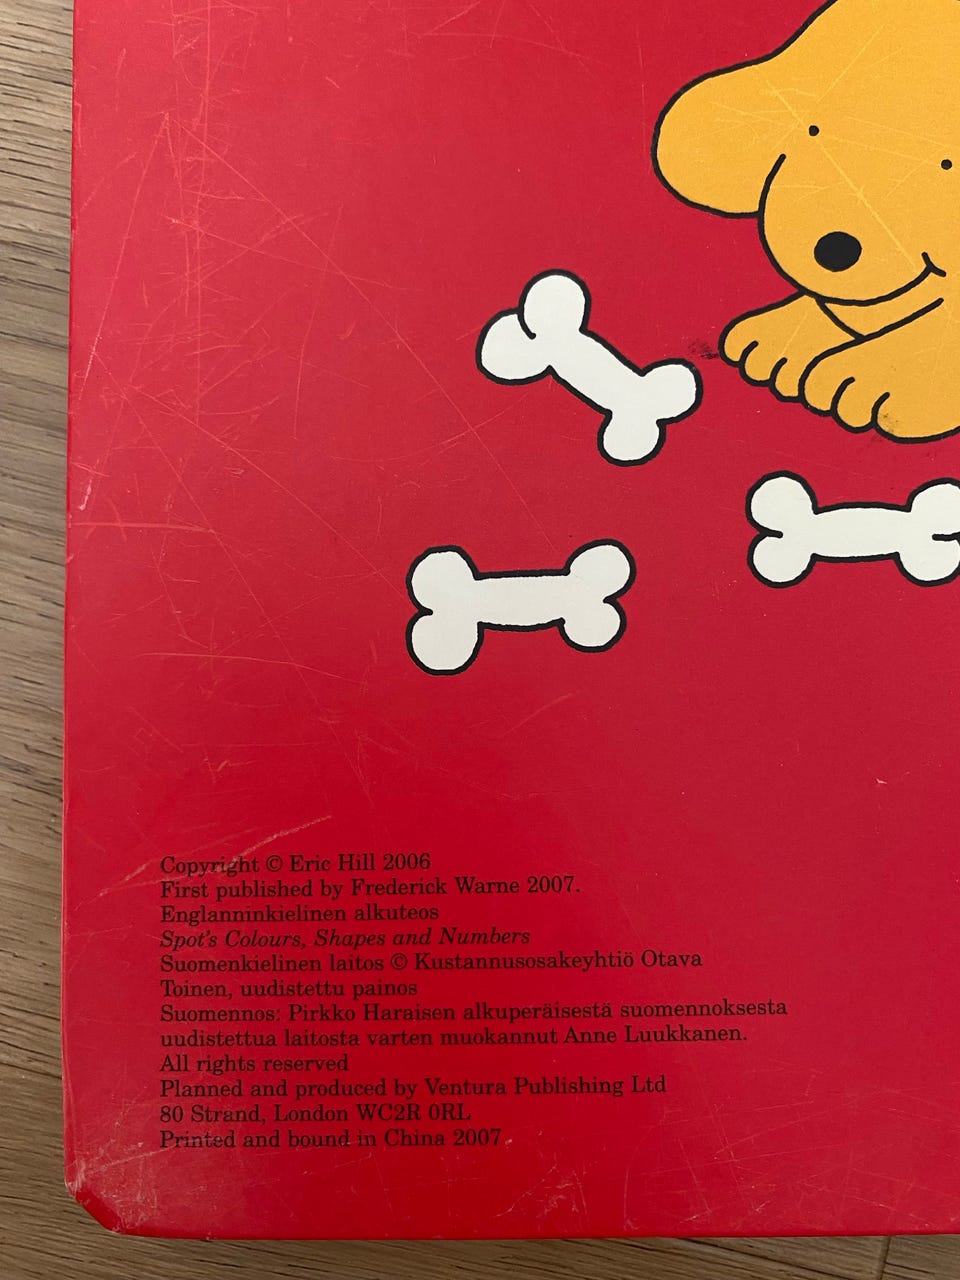 Copyright © Eric Hill 2006
First published by Frederick Warne 2007.
Englanninkielinen alkuteos
Spot's Colours, Shapes and Numbers
Suomenkielinen laitos © Kustannusosakeyhtiö Otava
Toinen, uudistettu painos
Suomennos: Pirkko Haraisen alkuperäisestä suomennoksesta
uudistettua laitosta varten muokannut Anne Luukkanen.
All rights reserved
Planned and produced by Ventura Publishing Ltd
80 Strand, London WC2R 0RL
Printed and bound in China 2007